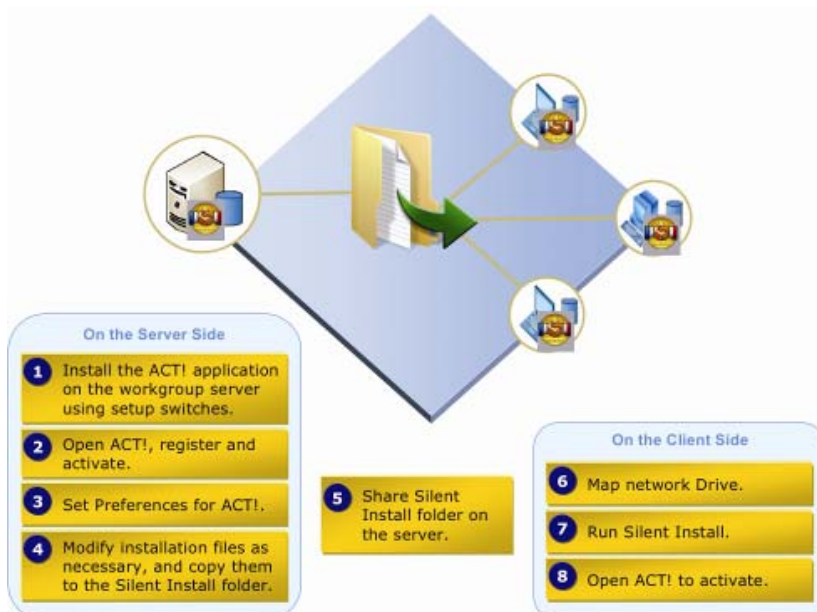 On the Server Side
1 Install the ACT! application
on the workgroup server
using setup switches.
2 Open ACT!, register and
activate.
3 Set Preferences for ACT!.
4 Modify installation files as
necessary, and copy them
to the Silent Install folder.
5 Share Silent
Install folder on
the server.
On the Client Side
6 Map network Drive.
7 Run Silent Install.
8 Open ACT! to activate.